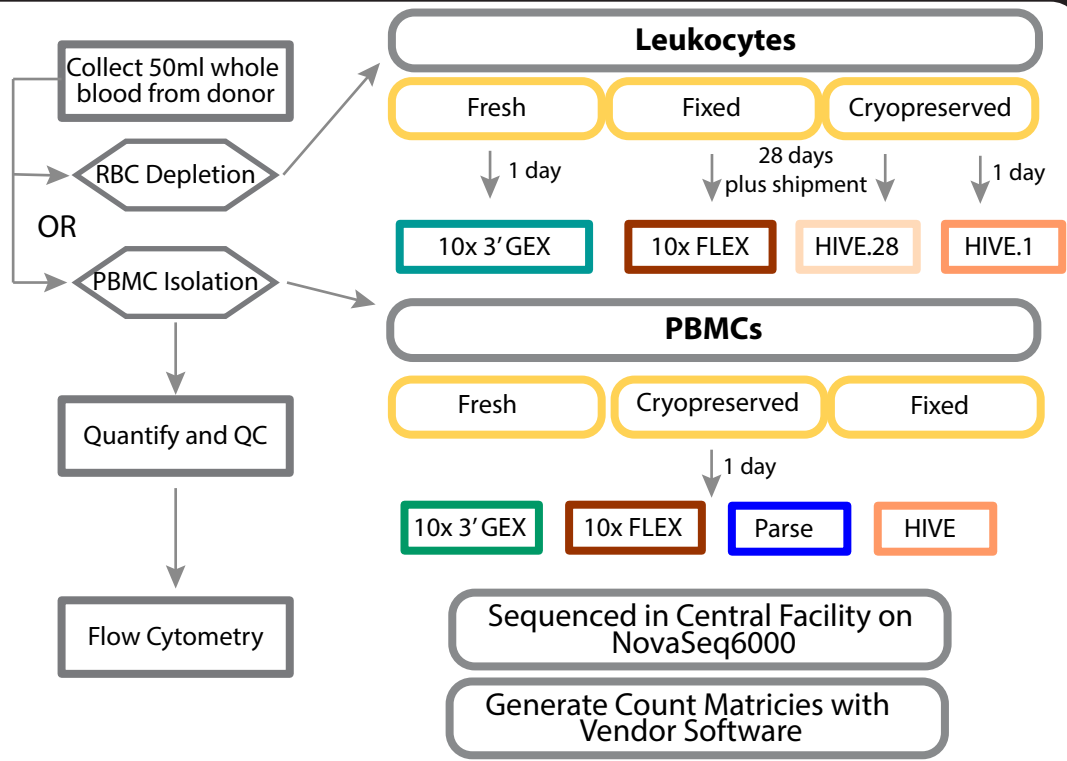 Collect 50ml whole
blood from donor
RBC Depletion
OR
PBMC Isolation
Quantify and QC
Flow Cytometry
Leukocytes
Fresh
Fixed
Cryopreserved
1 day
28 days
plus shipment
1 day
10x 3’ GEX
10x FLEX
HIVE.28
HIVE.1
PBMCs
Fresh
Cryopreserved
Fixed
1 day
10x 3’ GEX
10x FLEX
Parse
HIVE
Sequenced in Central Facility on
NovaSeq6000
Generate Count Matricies with
Vendor Software